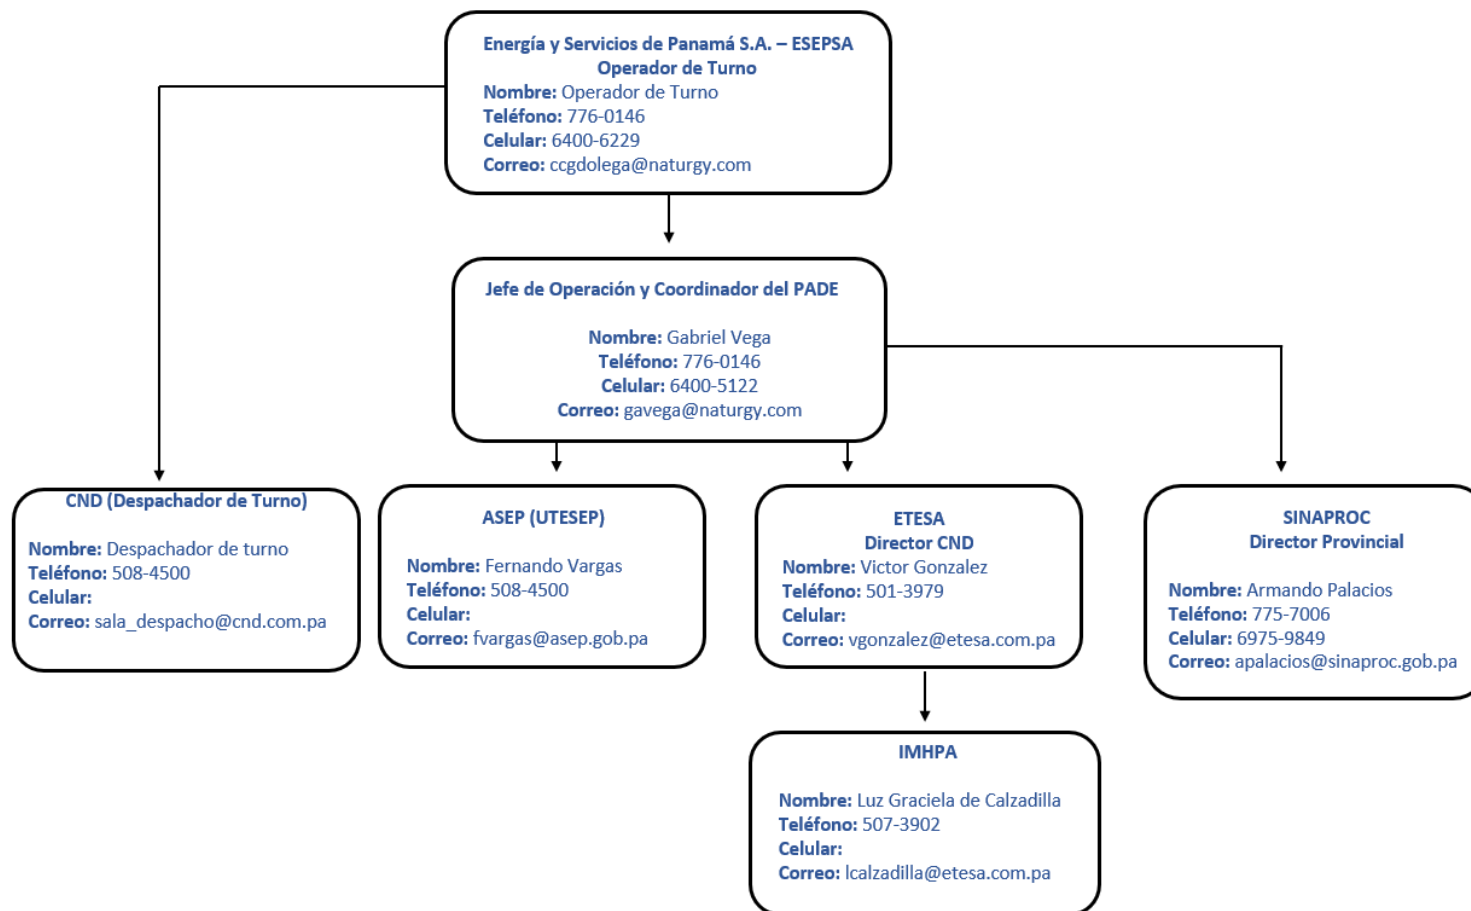 Energía y Servicios de Panamá S.A. – ESEPSA
Operador de Turno
Nombre: Operador de Turno
Teléfono: 776-0146
Celular: 6400-6229
Correo: ccgdolega@naturgy.com
Jefe de Operación y Coordinador del PADE
Nombre: Gabriel Vega
Teléfono: 776-0146
Celular: 6400-5122
Correo: gavega@naturgy.com
CND (Despachador de Turno)
Nombre: Despachador de turno
Teléfono: 508-4500
Celular:
Correo: sala_despacho@cnd.com.pa
ASEP (UTESEP)
Nombre: Fernando Vargas
Teléfono: 508-4500
Celular:
Correo: fvargas@asep.gob.pa
ETESA
Director CND
Nombre: Victor Gonzalez
Teléfono: 501-3979
Celular:
Correo: vgonzalez@etesa.com.pa
SINAPROC
Director Provincial
Nombre: Armando Palacios
Teléfono: 775-7006
Celular: 6975-9849
Correo: apalacios@sinaproc.gob.pa
IMHPA
Nombre: Luz Graciela de Calzadilla
Teléfono: 507-3902
Celular:
Correo: lcalzadilla@etesa.com.pa